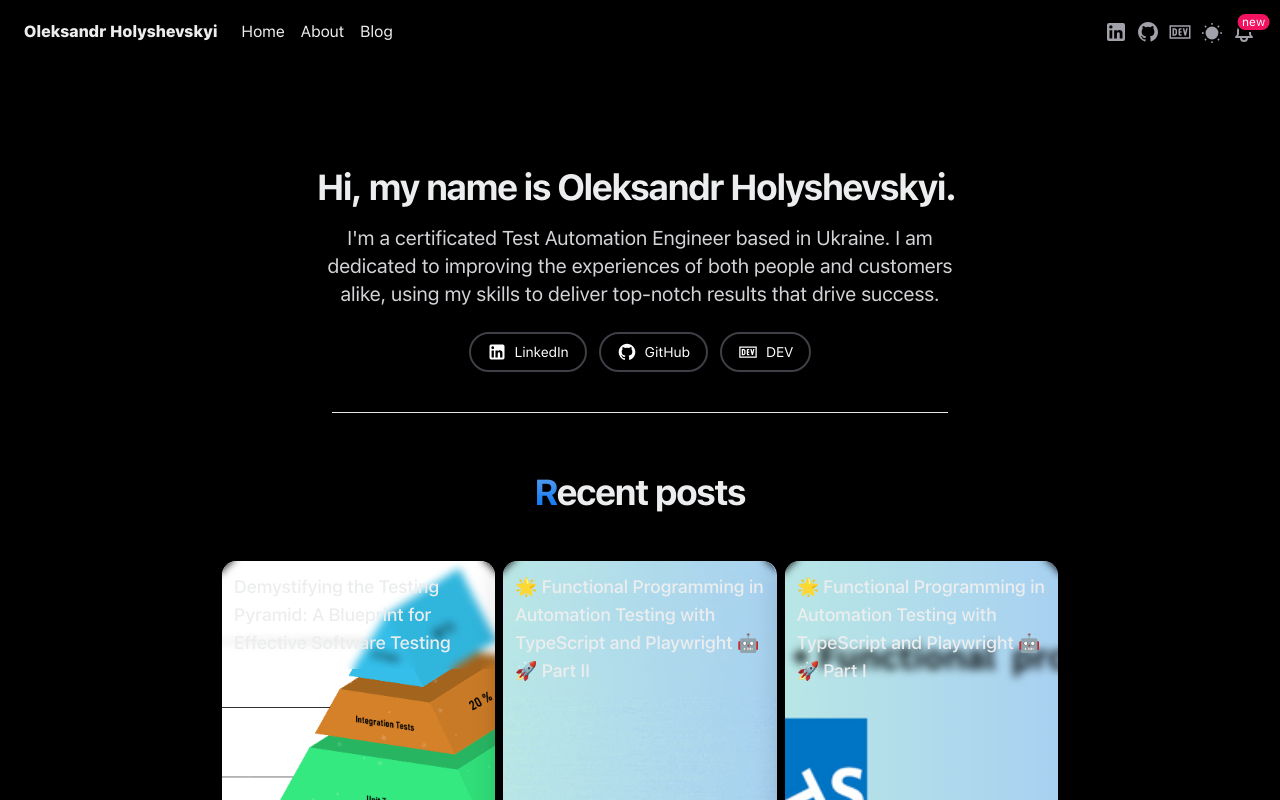 Oleksandr Holyshevskyi Home About Blog
DEV
new
Hi, my name is Oleksandr Holyshevskyi.
I'm a certificated Test Automation Engineer based in Ukraine. I am
dedicated to improving the experiences of both people and customers
alike, using my skills to deliver top-notch results that drive success.
in LinkedIn
GitHub
DEV DEV
Recent posts
Demystifying the Testing
Pyramid: A Blueprint for
Effective Software Testing
20 %
Integration Tests
🌟 Functional Programming in
Automation Testing with
TypeScript and Playwright 🤖
🚀 Part II
🌟 Functional Programming in
Automation Testing with
TypeScript and Playwright 🤖
🚀 Part I
• Functional pro